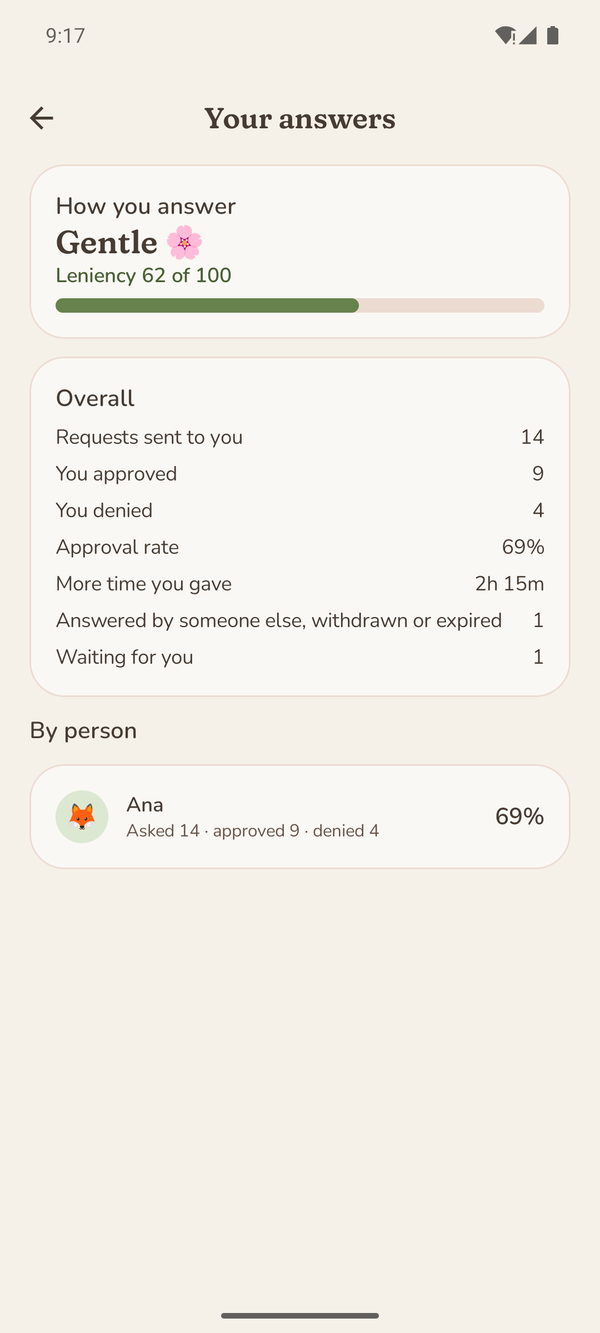 9:17
Your answers
How you answer
Gentle 🌸
Leniency 62 of 100
Overall
Requests sent to you 14
You approved 9
You denied 4
Approval rate 69%
More time you gave 2h 15m
Answered by someone else, withdrawn or expired 1
Waiting for you 1
By person
Ana
Asked 14 · approved 9 · denied 4
69%